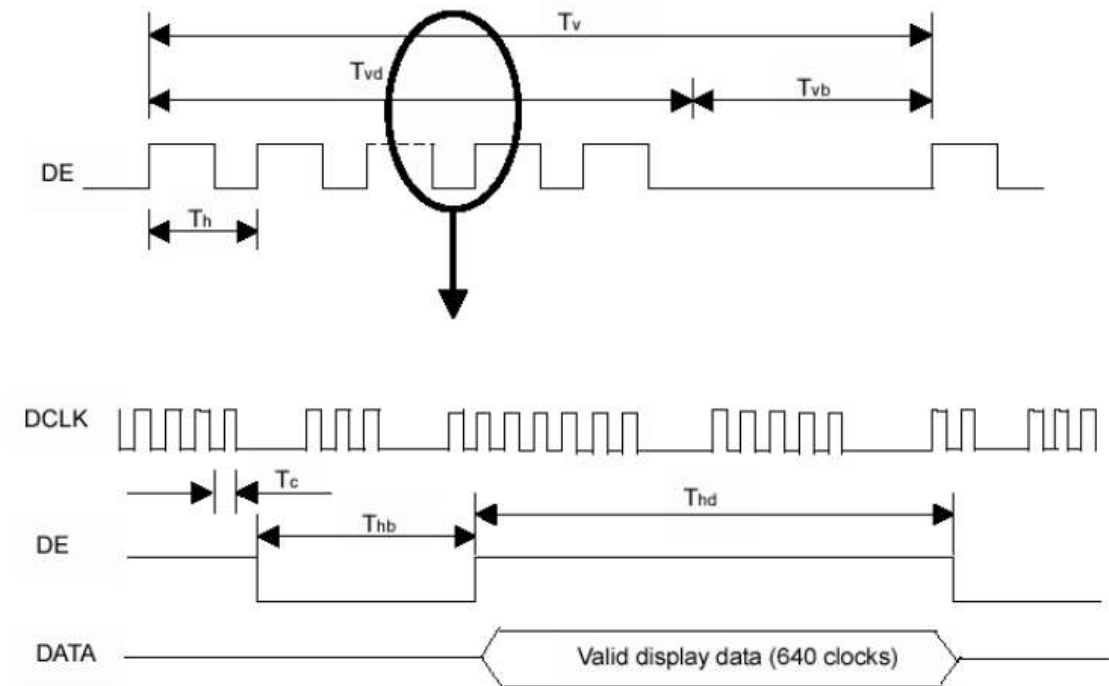 Tv
Tvd
Tvb
DE
Th
DCLK
Tc
Thd
Thb
DE
DATA
Valid display data (640 clocks)